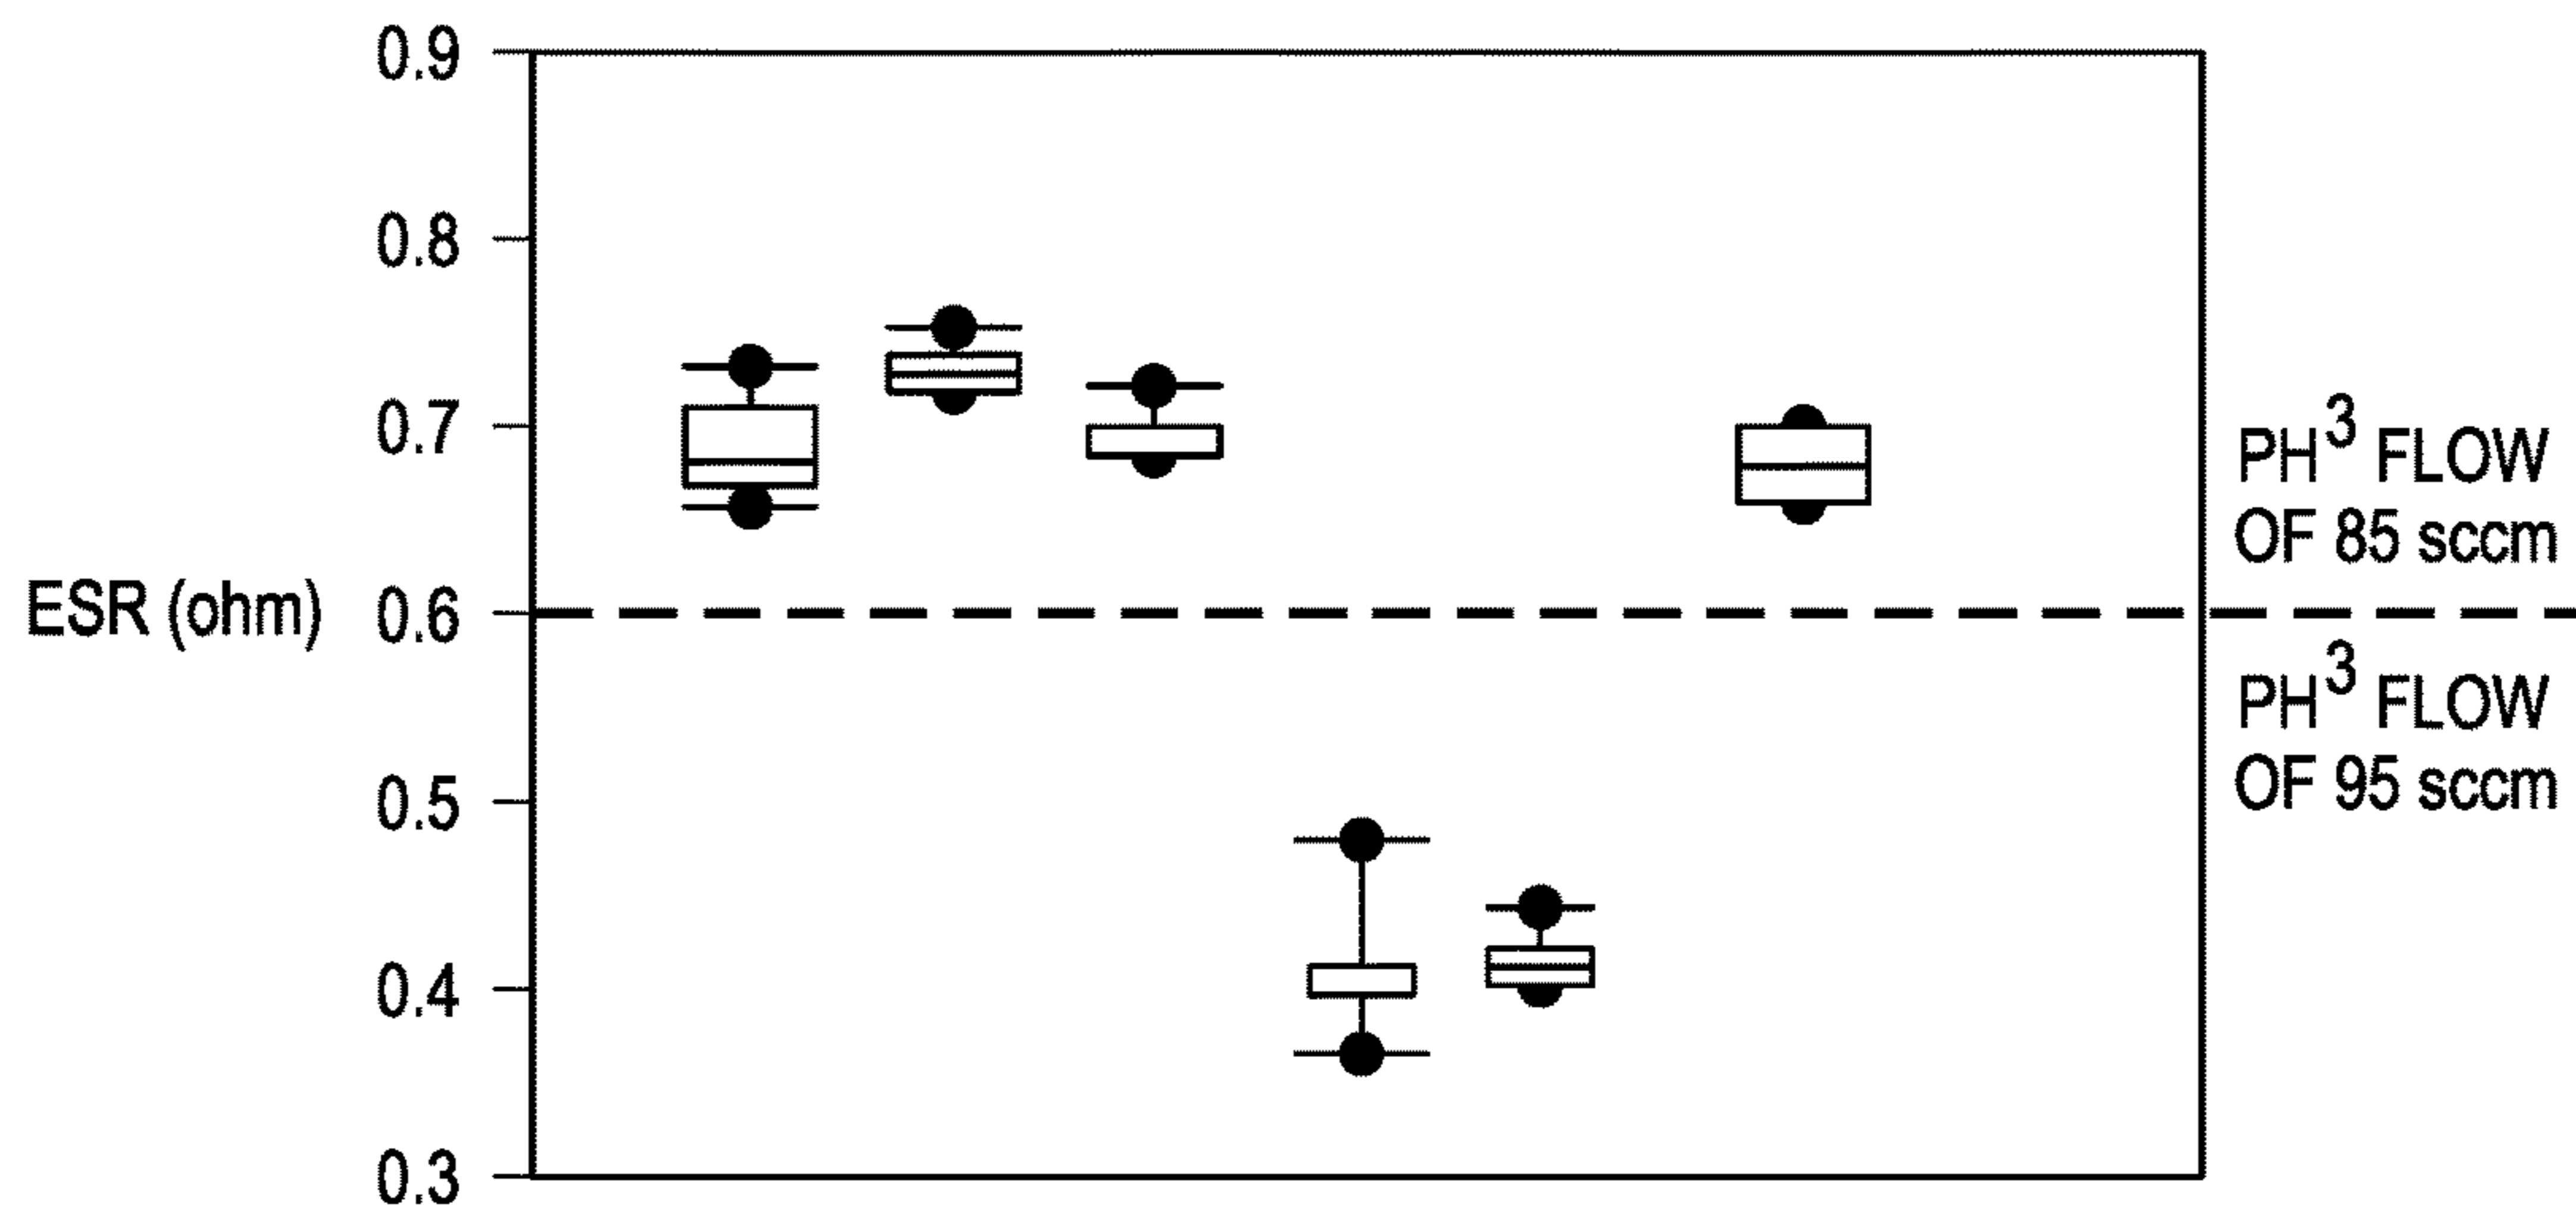 0.9
0.8
0.7
ESR (ohm) 0.6
0.5
0.4
0.3
PH³ FLOW
OF 85 sccm
PH³ FLOW
OF 95 sccm